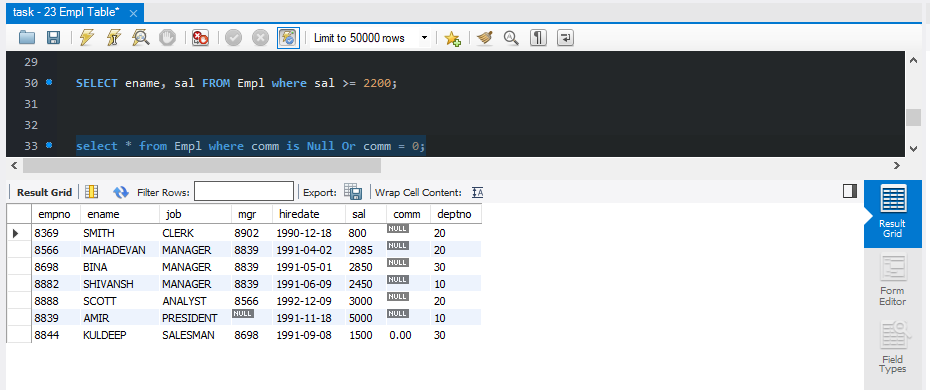 task - 23 Empl Table* ×
Limit to 50000 rows
29
30 SELECT ename, sal FROM Empl where sal >= 2200;
31
32
33 select * from Empl where comm is Null Or comm = 0;
Result Grid Filter Rows: Export: Wrap Cell Content:
empno ename job mgr hiredate sal comm deptno
8369 SMITH CLERK 8902 1990-12-18 800 NULL 20
8566 MAHADEVAN MANAGER 8839 1991-04-02 2985 NULL 20
8698 BINA MANAGER 8839 1991-05-01 2850 NULL 30
8882 SHIVANSH MANAGER 8839 1991-06-09 2450 NULL 10
8888 SCOTT ANALYST 8566 1992-12-09 3000 NULL 20
8839 AMIR PRESIDENT NULL 1991-11-18 5000 NULL 10
8844 KULDEEP SALESMAN 8698 1991-09-08 1500 0.00 30
Result
Grid
Form
Editor
Field
Types